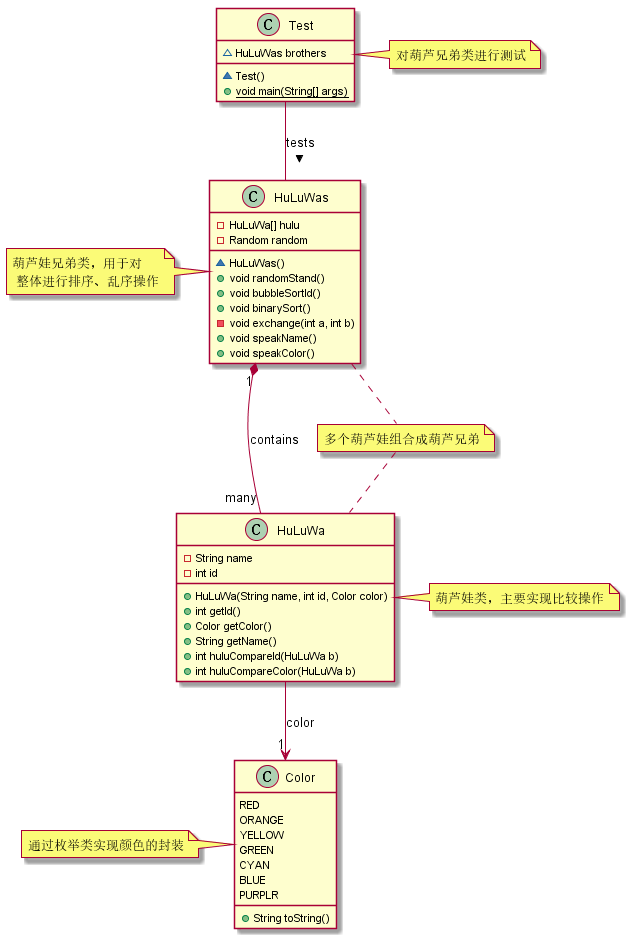 C Test
HuLuWas brothers
Test()
void main(String[] args)
对葫芦兄弟类进行测试
tests
C HuLuWas
HuLuWa[] hulu
Random random
HuLuWas()
void randomStand()
void bubbleSortId()
void binarySort()
void exchange(int a, int b)
void speakName()
void speakColor()
葫芦娃兄弟类，用于对
整体进行排序、乱序操作
1
contains
many
多个葫芦娃组合成葫芦兄弟
C HuLuWa
String name
int id
HuLuWa(String name, int id, Color color)
int getId()
Color getColor()
String getName()
int huluCompareId(HuLuWa b)
int huluCompareColor(HuLuWa b)
葫芦娃类，主要实现比较操作
color
1
C Color
RED
ORANGE
YELLOW
GREEN
CYAN
BLUE
PURPLR
String toString()
通过枚举类实现颜色的封装